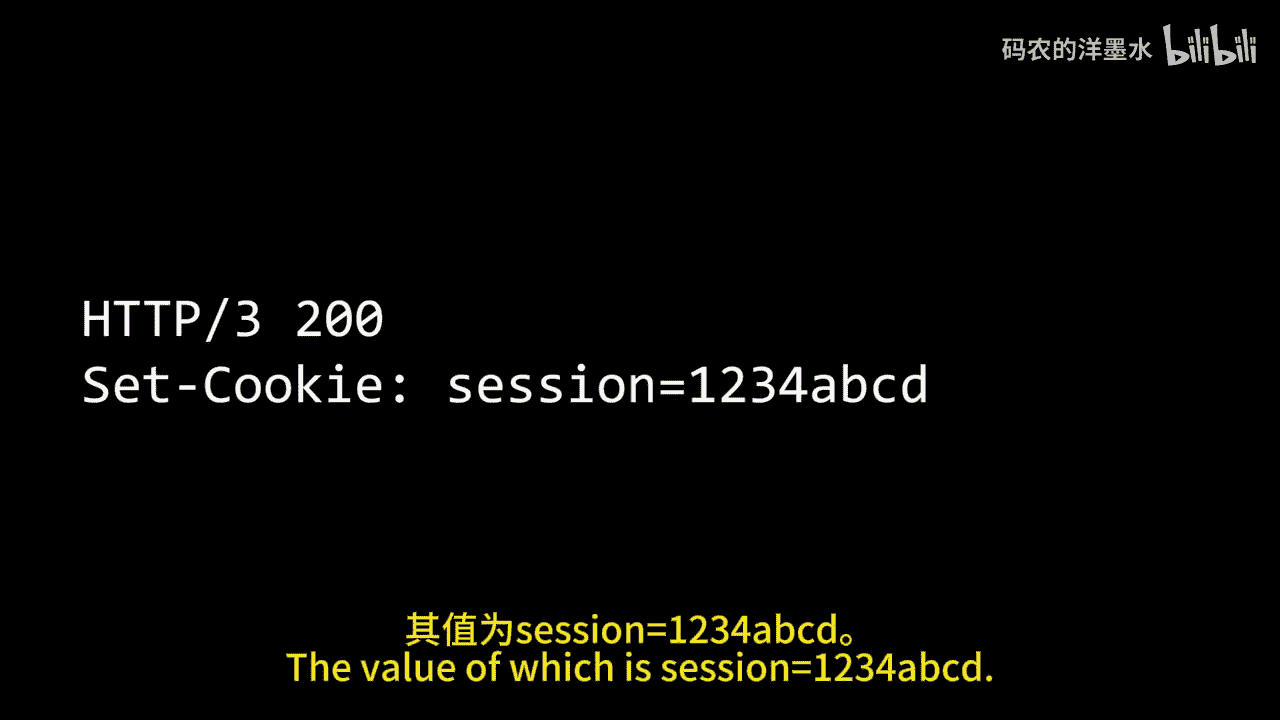 码农的洋墨水 bilibili
HTTP/3 200
Set-Cookie: session=1234abcd
其值为session=1234abcd。
The value of which is session=1234abcd.